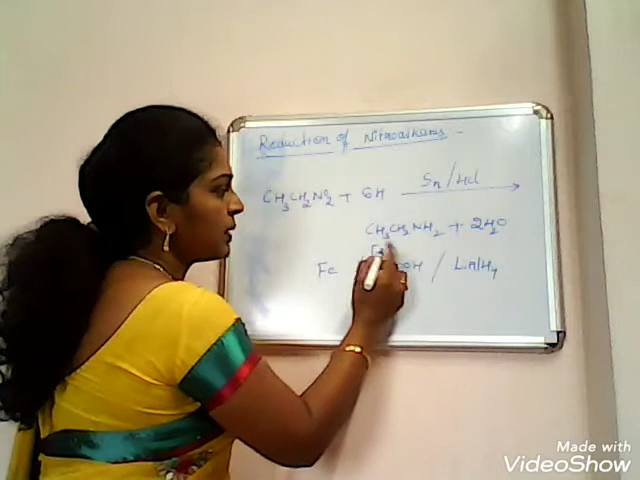 Reduction of Nitroalkanes -
CH3CH2NO2 + 6H Sn/HCl
CH3CH2NH2 + 2H2O
Fe OH / LiAlH4
Made with
VideoShow